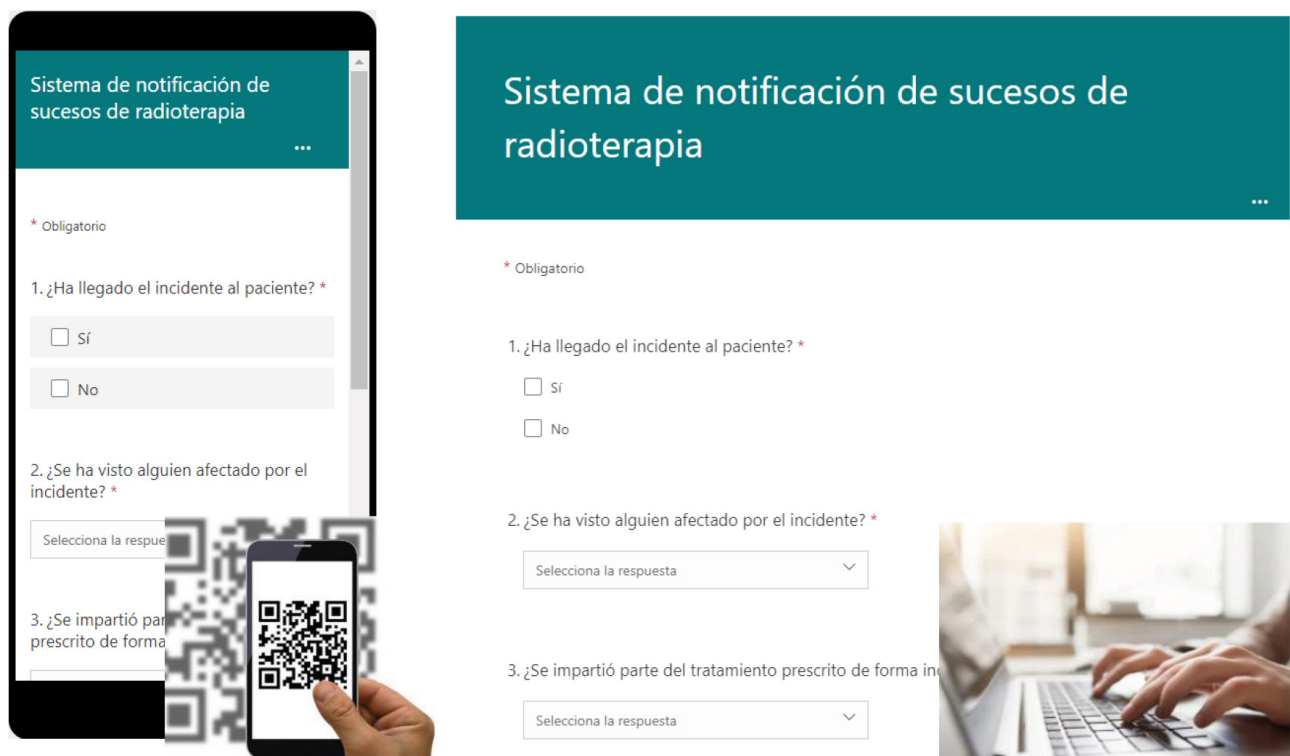 Sistema de notificación de
sucesos de radioterapia
...
* Obligatorio
1. ¿Ha llegado el incidente al paciente? *
Sí
No
2. ¿Se ha visto alguien afectado por el
incidente? *
Selecciona la respue
3. ¿Se impartió par
prescrito de forma
Sistema de notificación de sucesos de
radioterapia
...
* Obligatorio
1. ¿Ha llegado el incidente al paciente? *
Sí
No
2. ¿Se ha visto alguien afectado por el incidente? *
Selecciona la respuesta
3. ¿Se impartió parte del tratamiento prescrito de forma in
Selecciona la respuesta